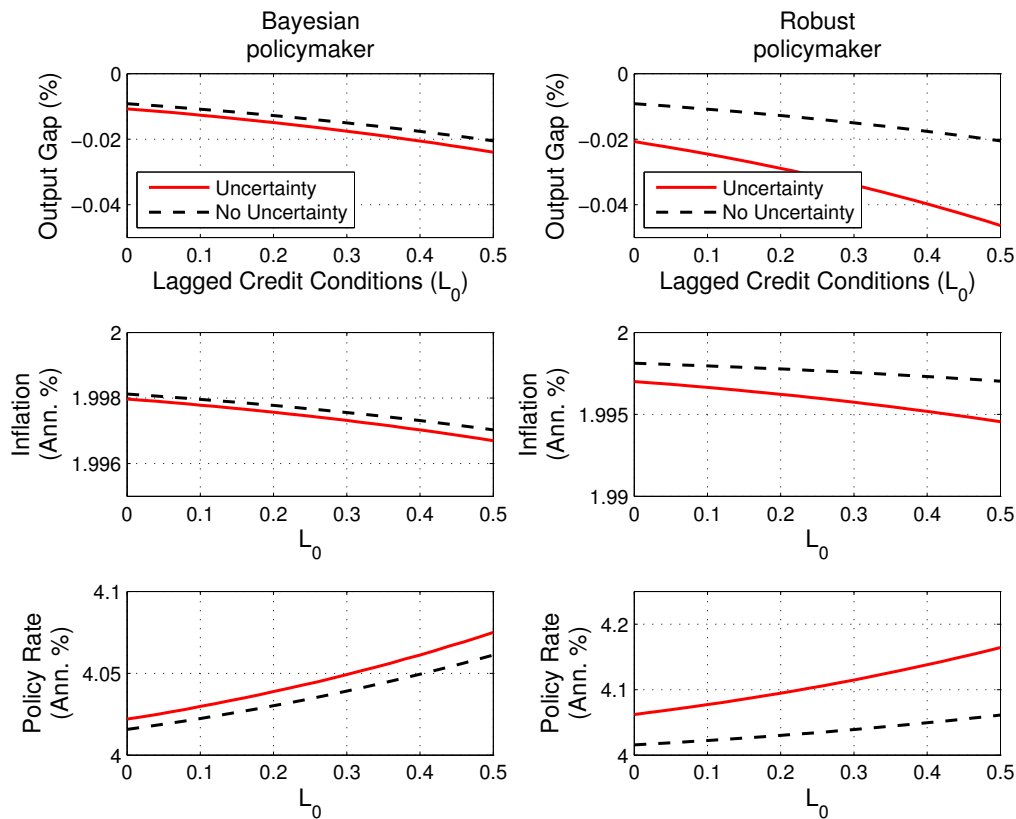 Bayesian
policymaker
Robust
policymaker
Output Gap (%)
0
−0.02
−0.04
Uncertainty
No Uncertainty
0 0.1 0.2 0.3 0.4 0.5
Lagged Credit Conditions (L0)
Output Gap (%)
0
−0.02
−0.04
Uncertainty
No Uncertainty
0 0.1 0.2 0.3 0.4 0.5
Lagged Credit Conditions (L0)
Inflation
(Ann. %)
2
1.998
1.996
0 0.1 0.2 0.3 0.4 0.5
L0
Inflation
(Ann. %)
2
1.995
1.99
0 0.1 0.2 0.3 0.4 0.5
L0
Policy Rate
(Ann. %)
4.1
4.05
4
0 0.1 0.2 0.3 0.4 0.5
L0
Policy Rate
(Ann. %)
4.2
4.1
4
0 0.1 0.2 0.3 0.4 0.5
L0